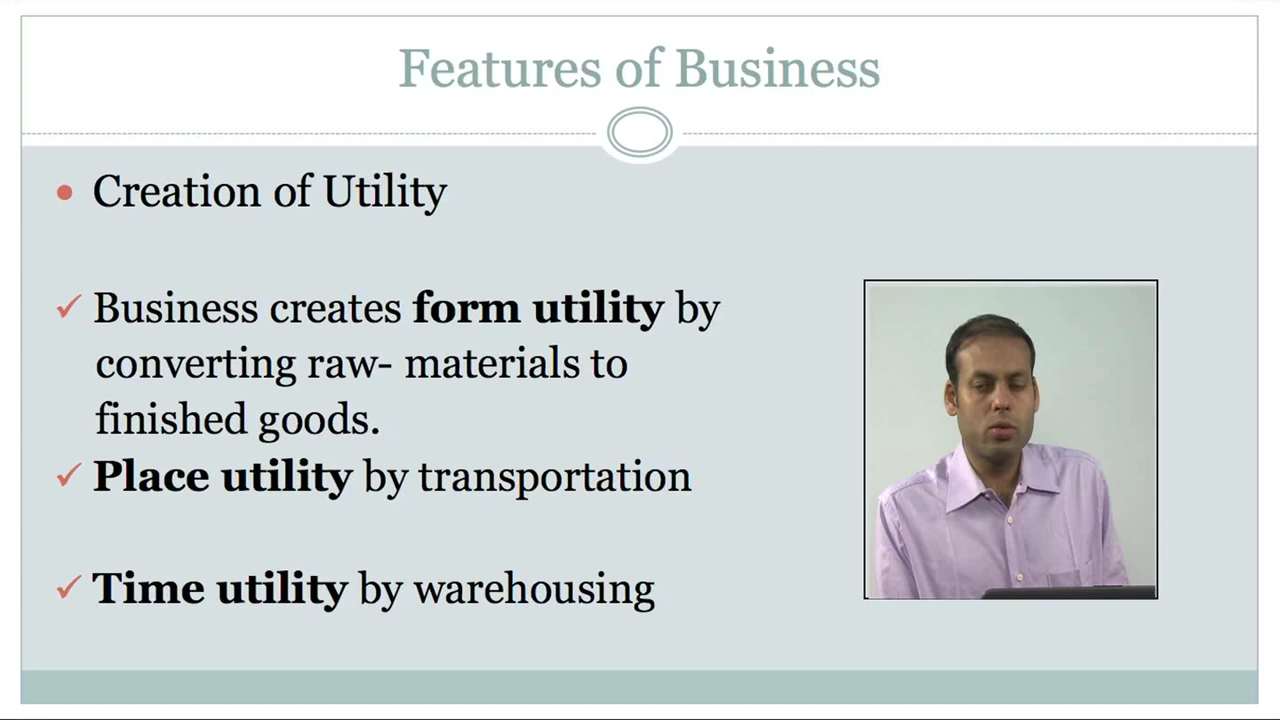 Features of Business
Creation of Utility
Business creates form utility by
converting raw- materials to
finished goods.
Place utility by transportation
Time utility by warehousing